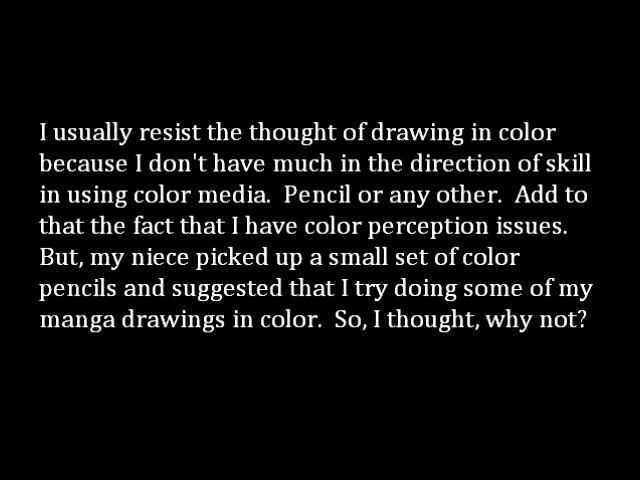 I usually resist the thought of drawing in color
because I don't have much in the direction of skill
in using color media.  Pencil or any other.  Add to
that the fact that I have color perception issues.
But, my niece picked up a small set of color
pencils and suggested that I try doing some of my
manga drawings in color.  So, I thought, why not?